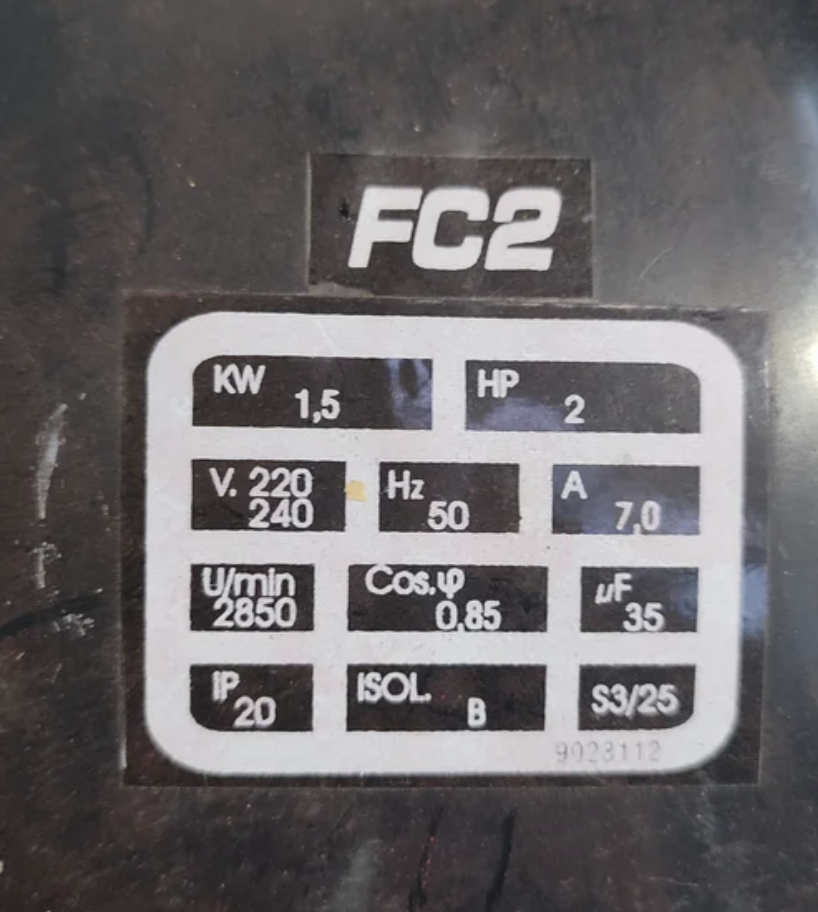 FC2
KW 1,5
HP 2
V. 220
240
Hz 50
A 7,0
U/min
2850
Cos.φ
0,85
µF
35
IP
20
ISOL. B
S3/25
9023112